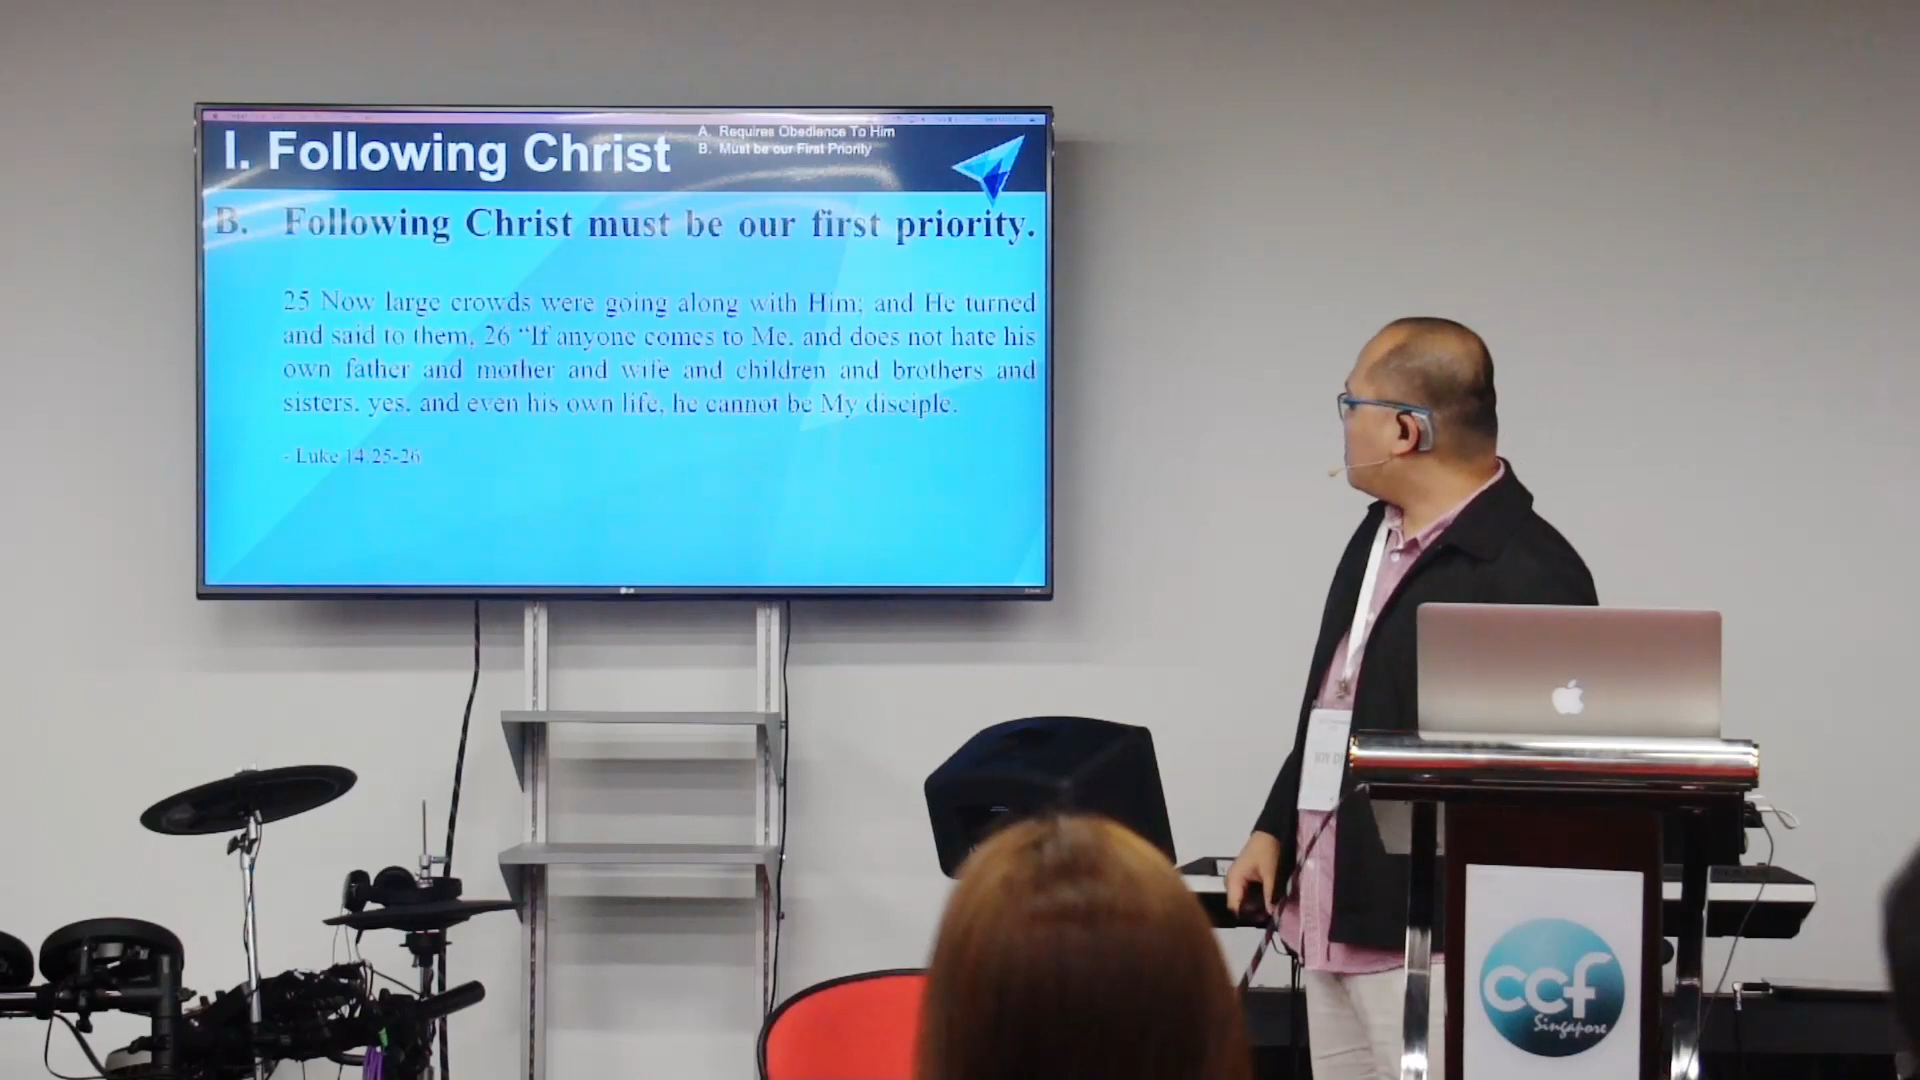 I. Following Christ
A. Requires Obedience To Him
B. Must be our First Priority
B. Following Christ must be our first priority.
25 Now large crowds were going along with Him; and He turned
and said to them, 26 “If anyone comes to Me, and does not hate his
own father and mother and wife and children and brothers and
sisters, yes, and even his own life, he cannot be My disciple.
- Luke 14:25-26
LG
ccf
Singapore